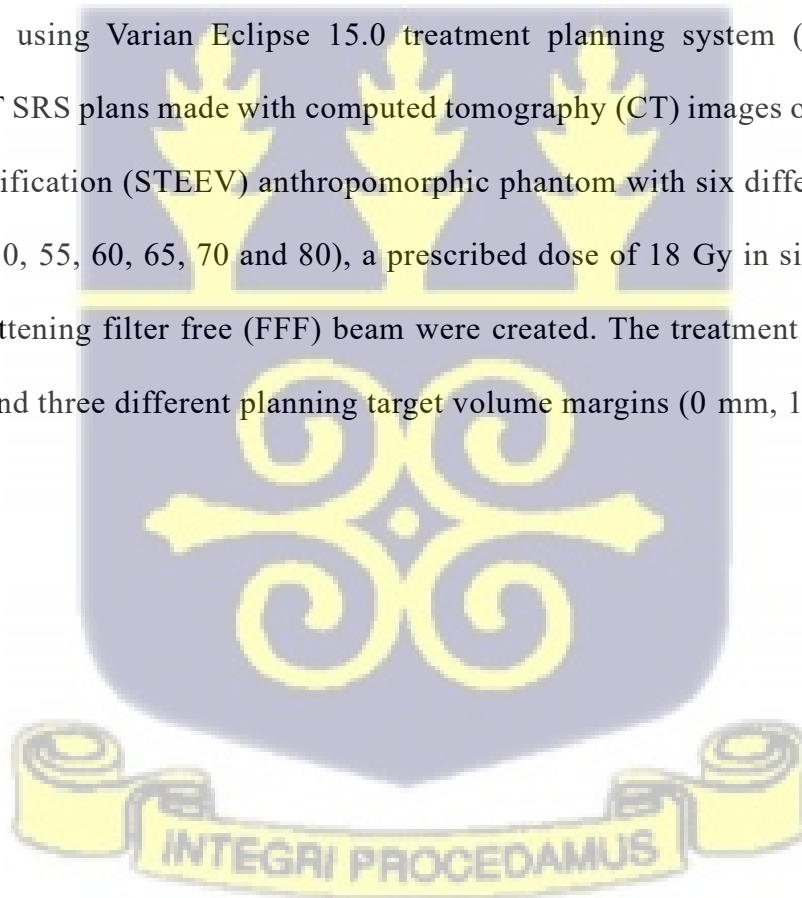 using Varian Eclipse 15.0 treatment planning system (
SRS plans made with computed tomography (CT) images o
ification (STEEV) anthropomorphic phantom with six diffe
0, 55, 60, 65, 70 and 80), a prescribed dose of 18 Gy in si
ttening filter free (FFF) beam were created. The treatment
nd three different planning target volume margins (0 mm, 1
INTEGRI PROCEDAMUS